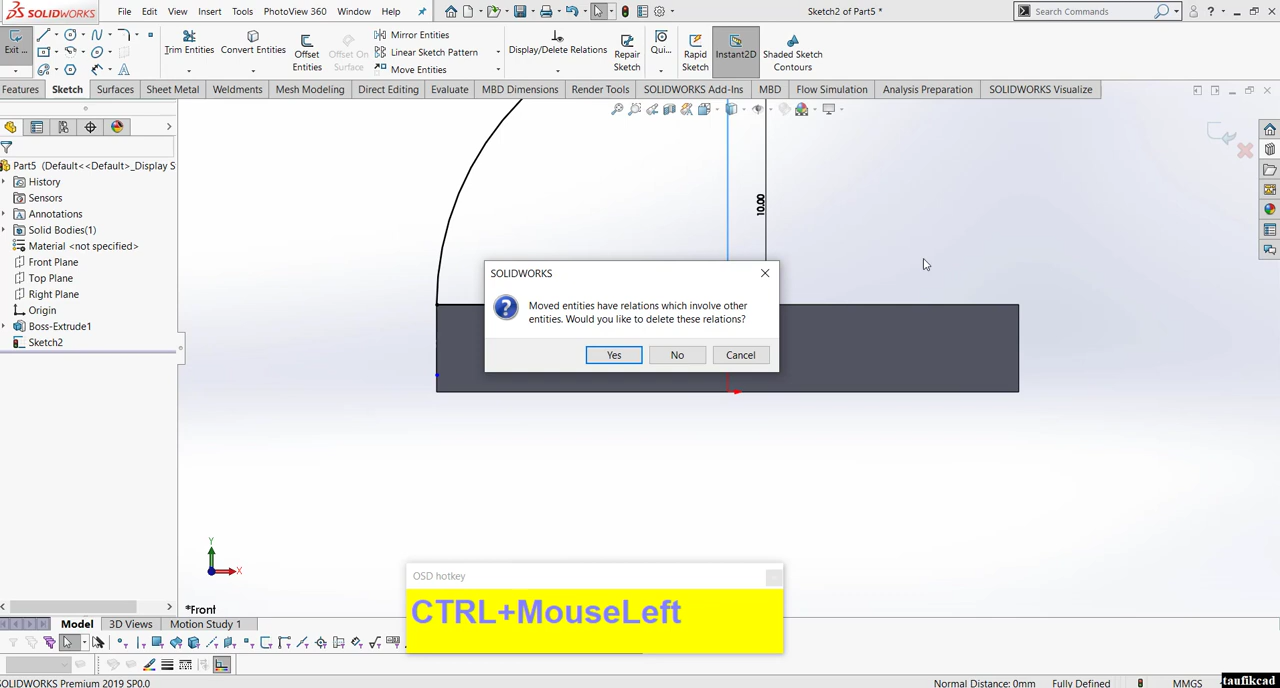 SOLIDWORKS
File Edit View Insert Tools PhotoView 360 Window Help
Sketch2 of Part5 *
Search Commands
Exit ...
Trim Entities
Convert Entities
Offset Entities
Offset On Surface
Mirror Entities
Linear Sketch Pattern
Move Entities
Display/Delete Relations
Repair Sketch
Qui...
Rapid Sketch
Instant2D
Shaded Sketch Contours
Features Sketch Surfaces Sheet Metal Weldments Mesh Modeling Direct Editing Evaluate MBD Dimensions Render Tools SOLIDWORKS Add-Ins MBD Flow Simulation Analysis Preparation SOLIDWORKS Visualize
Part5 (Default<<Default>_Display S
History
Sensors
Annotations
Solid Bodies(1)
Material <not specified>
Front Plane
Top Plane
Right Plane
Origin
Boss-Extrude1
Sketch2
10.00
SOLIDWORKS
Moved entities have relations which involve other
entities. Would you like to delete these relations?
Yes No Cancel
Y
X
*Front
OSD hotkey
CTRL+MouseLeft
Model 3D Views Motion Study 1
SOLIDWORKS Premium 2019 SP0.0
Normal Distance: 0mm Fully Defined MMGS
taufikcad